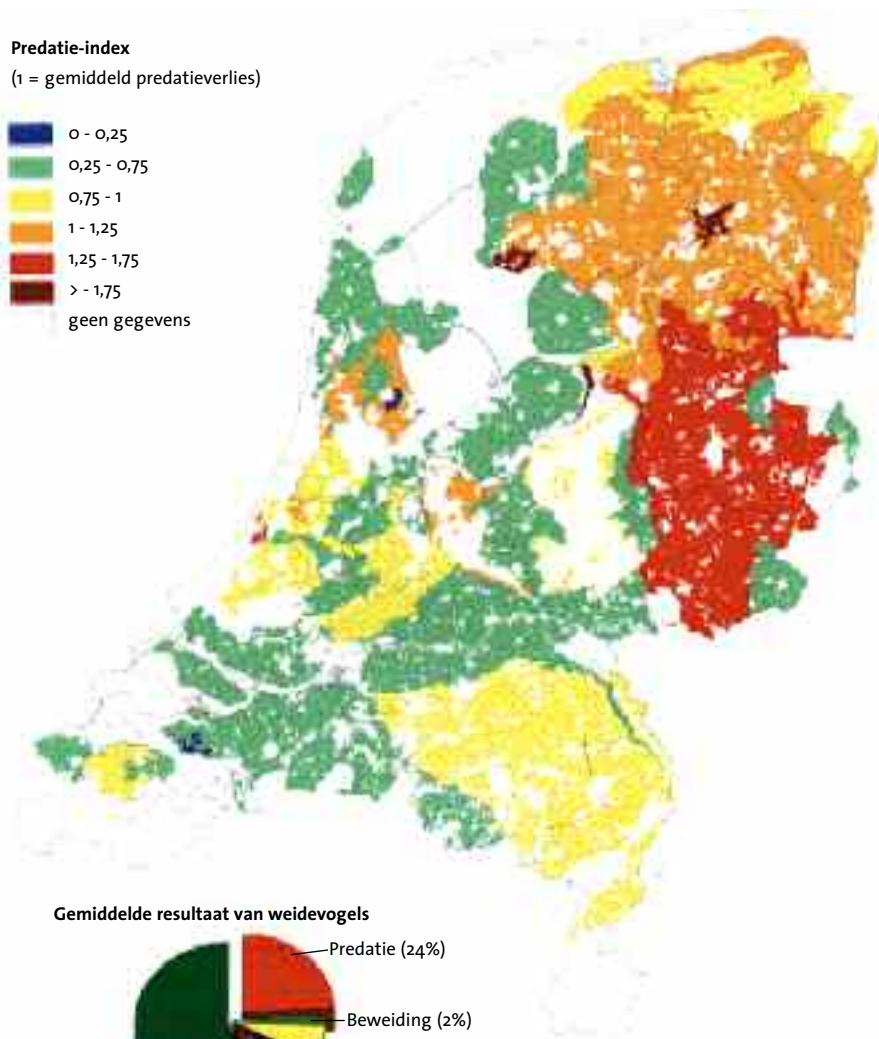 Predatie-index
(1 = gemiddeld predatieverlies)
0 - 0,25
0,25 - 0,75
0,75 - 1
1 - 1,25
1,25 - 1,75
> - 1,75
geen gegevens
Gemiddelde resultaat van weidevogels
Predatie (24%)
Beweiding (2%)